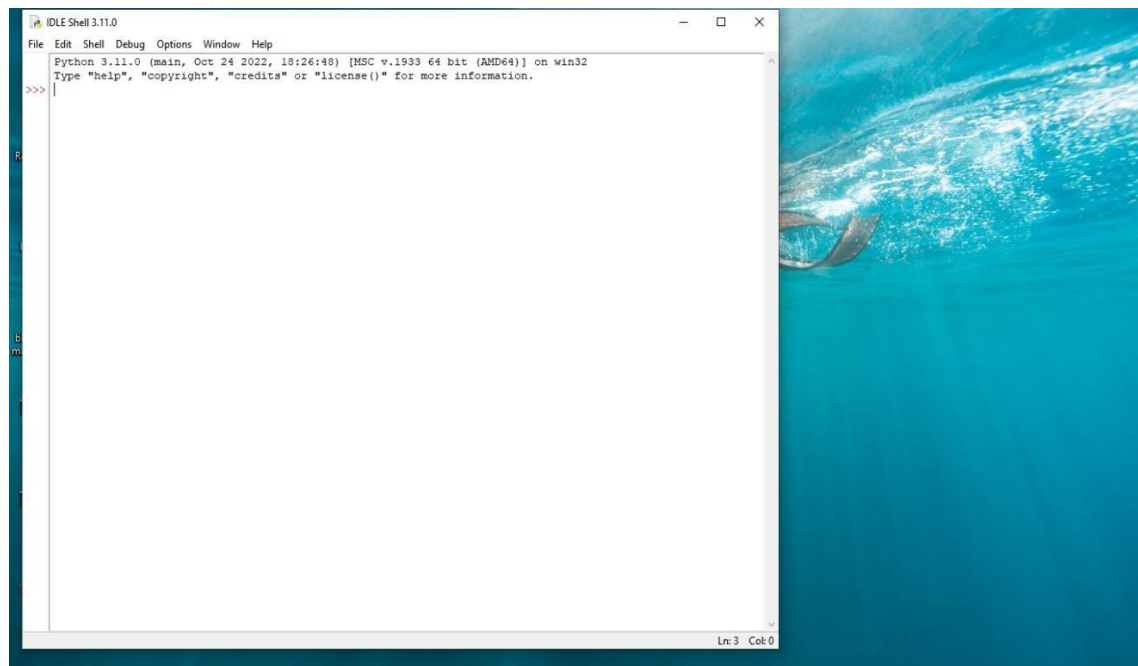 IDLE Shell 3.11.0
File Edit Shell Debug Options Window Help
Python 3.11.0 (main, Oct 24 2022, 18:26:48) [MSC v.1933 64 bit (AMD64)] on win32
Type "help", "copyright", "credits" or "license()" for more information.
>>>
Ln: 3 Col: 0